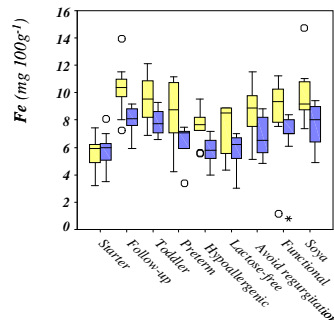 Fe (mg 100g-1)
16
14
12
10
8
6
4
2
0
*
Starter
Follow-up
Toddler
Preterm
Hypoallergenic
Lactose-free
Avoid regurgitation
Functional
Soya